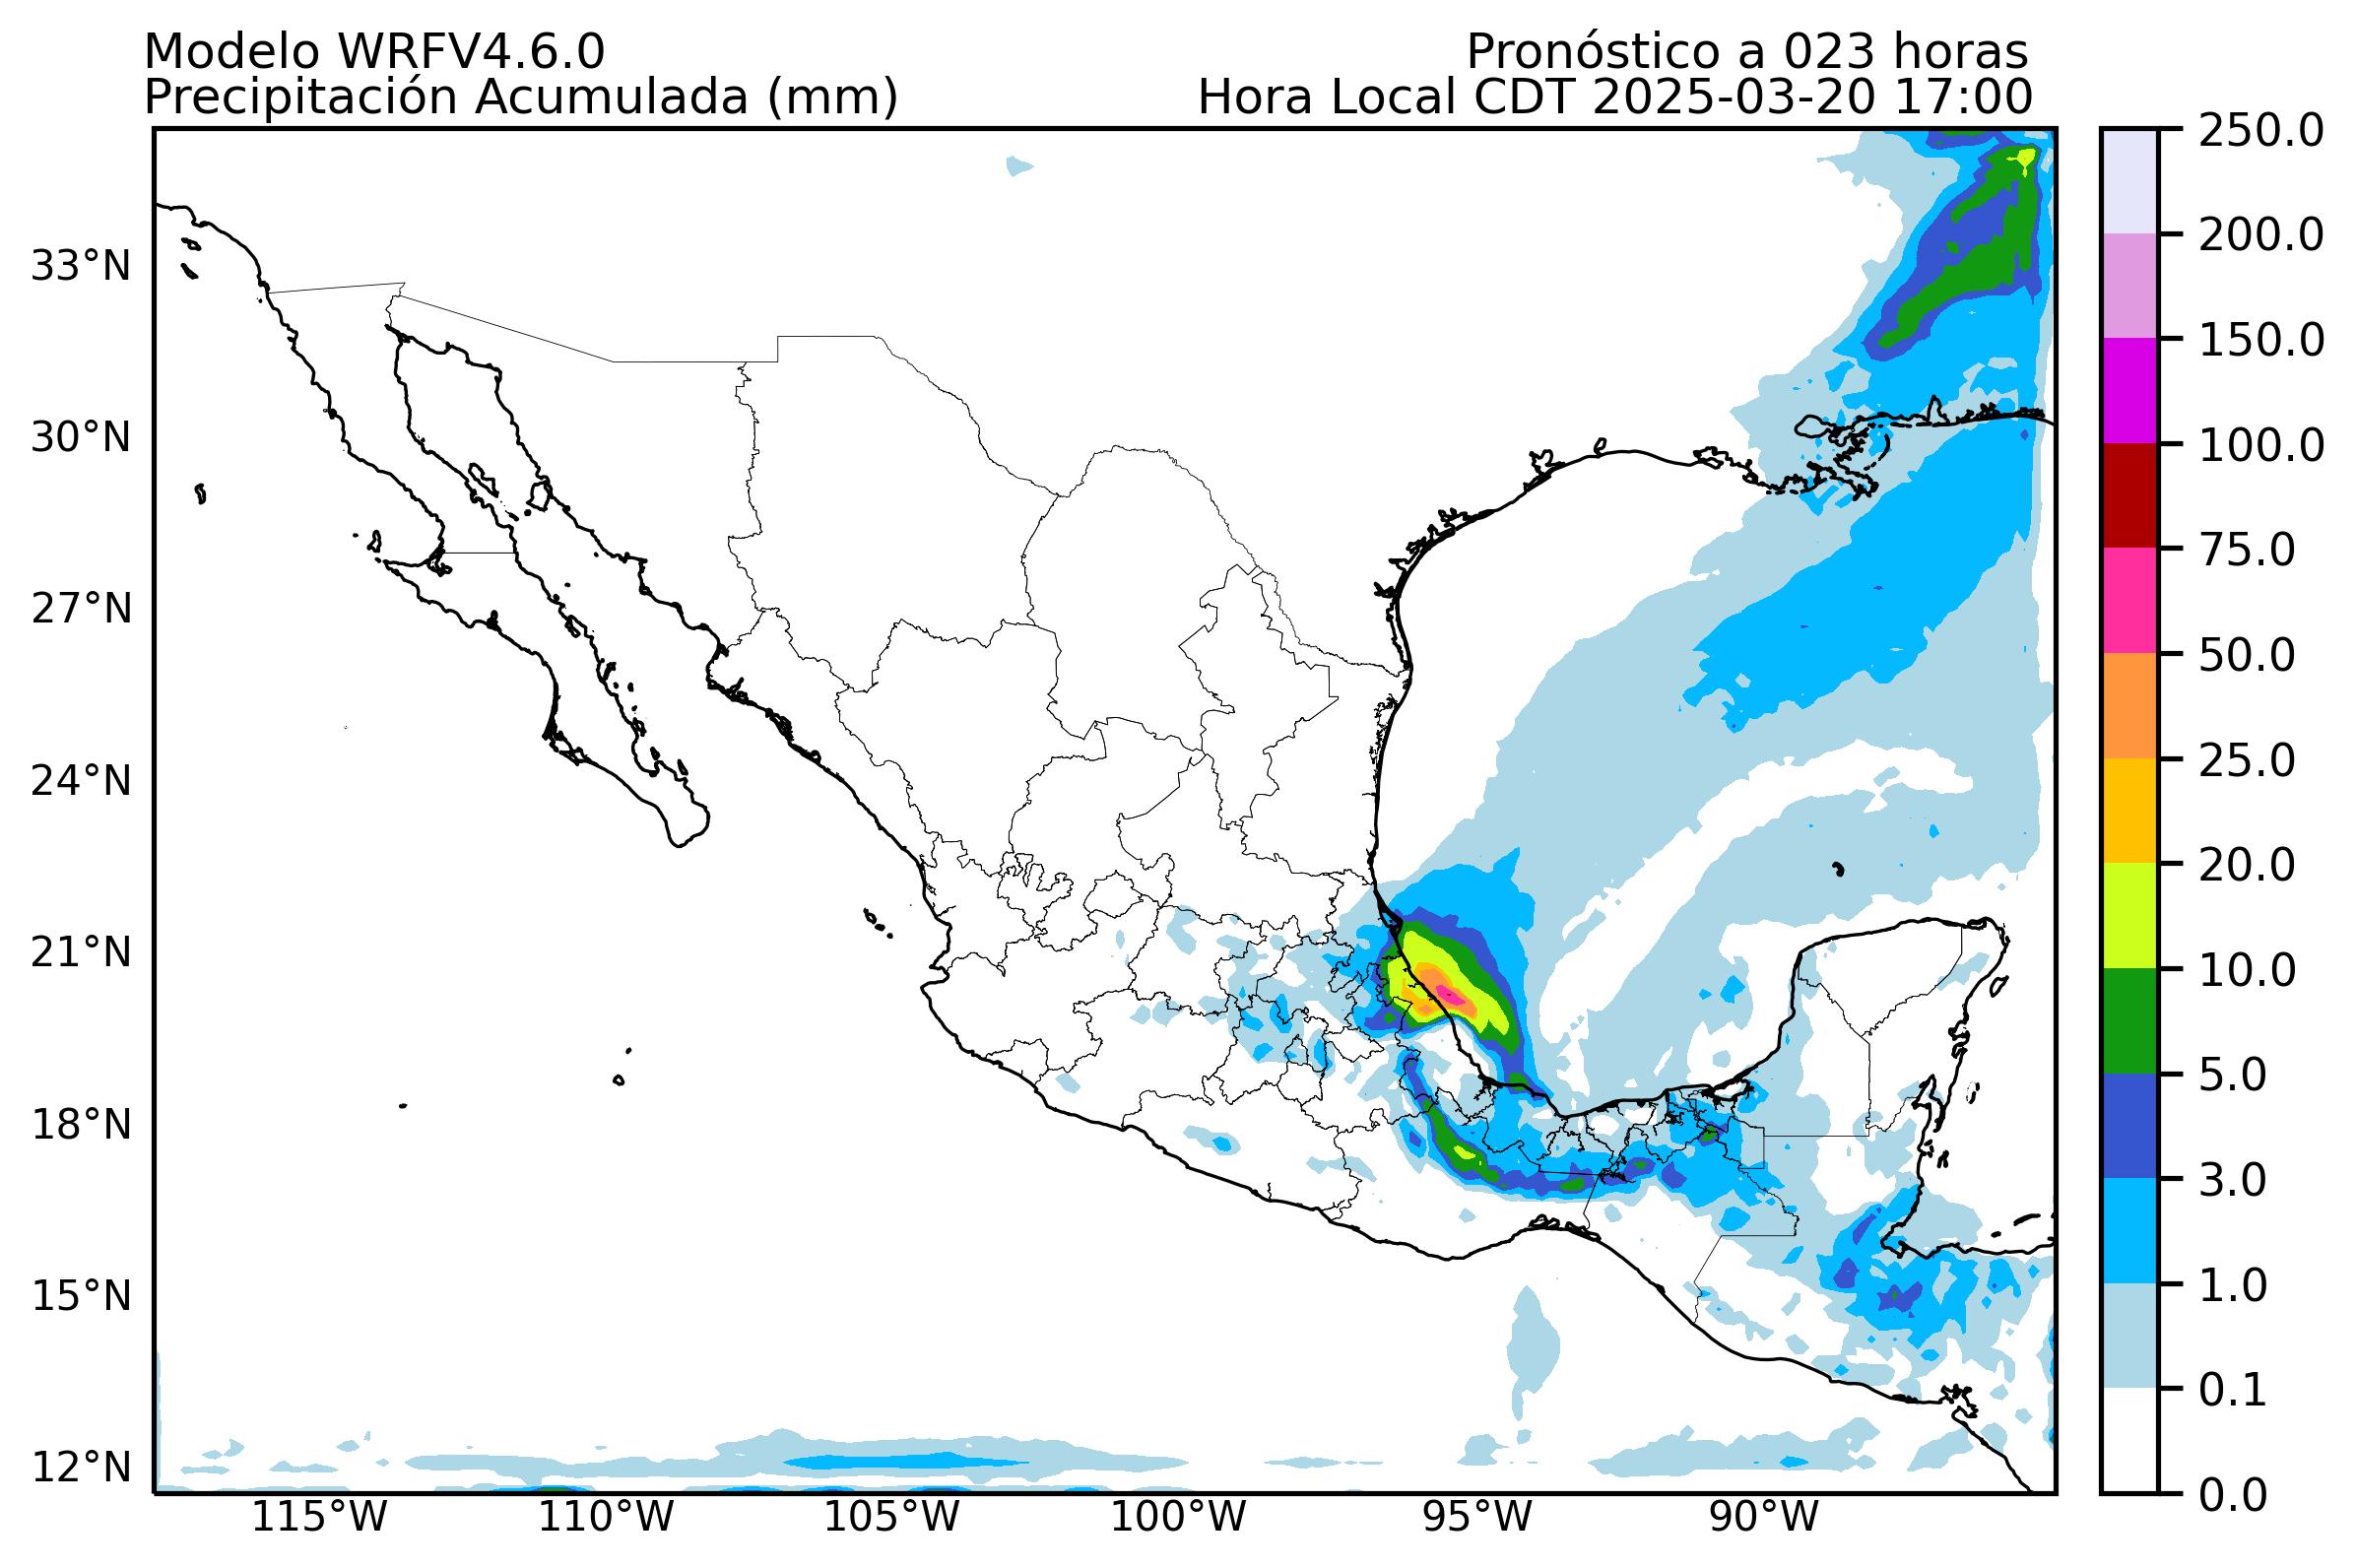 Modelo WRFV4.6.0
Pronóstico a 023 horas
Precipitación Acumulada (mm)
Hora Local CDT 2025-03-20 17:00
33°N
30°N
27°N
24°N
21°N
18°N
15°N
12°N
115°W
110°W
105°W
100°W
95°W
90°W
250.0
200.0
150.0
100.0
75.0
50.0
25.0
20.0
10.0
5.0
3.0
1.0
0.1
0.0